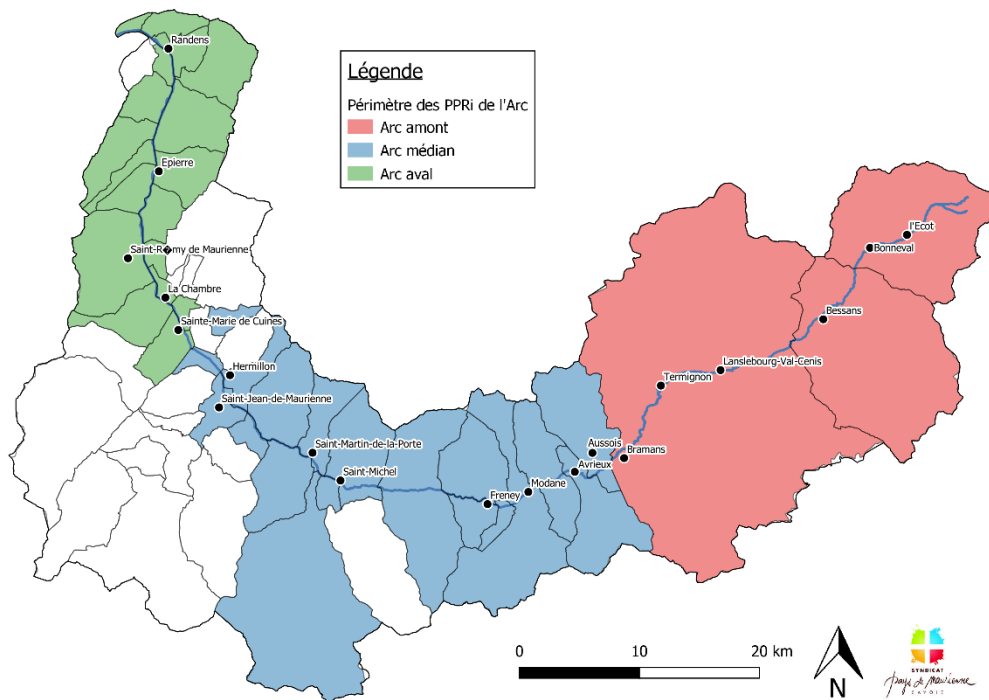 Légende
Périmètre des PPRi de l'Arc
Arc amont
Arc médian
Arc aval
Randens
Epierre
Saint-R�my de Maurienne
La Chambre
Sainte-Marie de Cuines
Hermillon
Saint-Jean-de-Maurienne
Saint-Martin-de-la-Porte
Saint-Michel
Freney
Modane
Avrieux
Aussois
Bramans
Termignon
Lanslebourg-Val-Cenis
Bessans
Bonneval
l'Ecot
0 10 20 km
N
SYNDICAT
pays de maurienne
SAVOIE